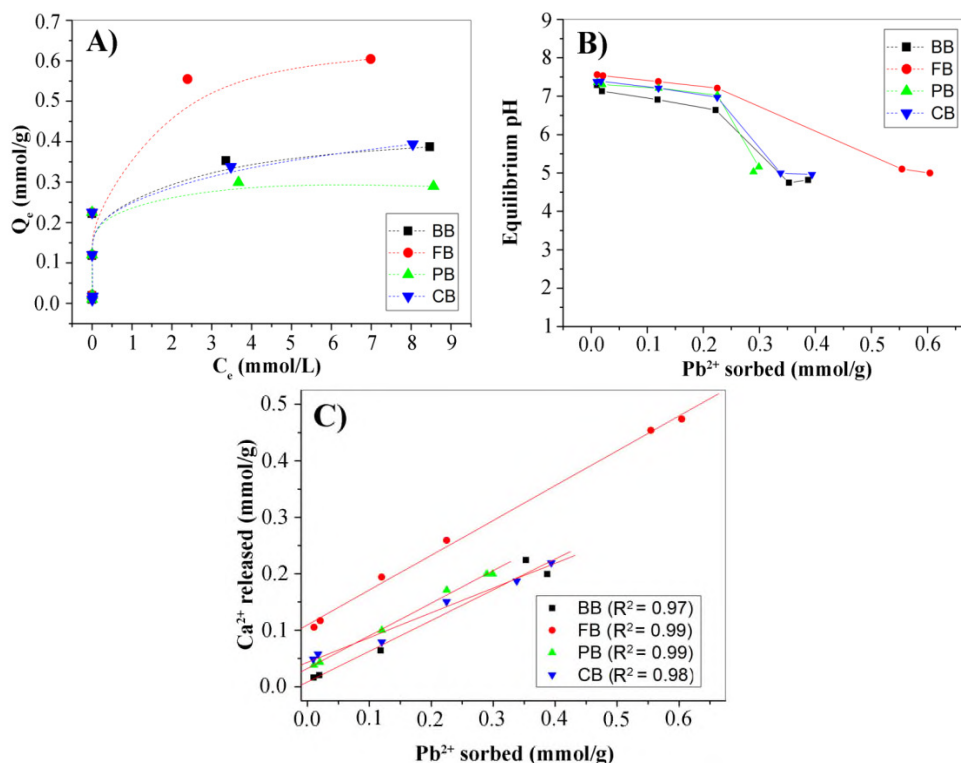 A)
0.7
0.6
0.5
0.4
0.3
0.2
0.1
0.0
Qe (mmol/g)
0 1 2 3 4 5 6 7 8 9
Ce (mmol/L)
BB
FB
PB
CB
B)
9
8
7
6
5
4
3
2
1
Equilibrium pH
0.0 0.1 0.2 0.3 0.4 0.5 0.6
Pb2+ sorbed (mmol/g)
BB
FB
PB
CB
C)
0.5
0.4
0.3
0.2
0.1
0.0
Ca2+ released (mmol/g)
0.0 0.1 0.2 0.3 0.4 0.5 0.6
Pb2+ sorbed (mmol/g)
BB (R2 = 0.97)
FB (R2 = 0.99)
PB (R2 = 0.99)
CB (R2 = 0.98)